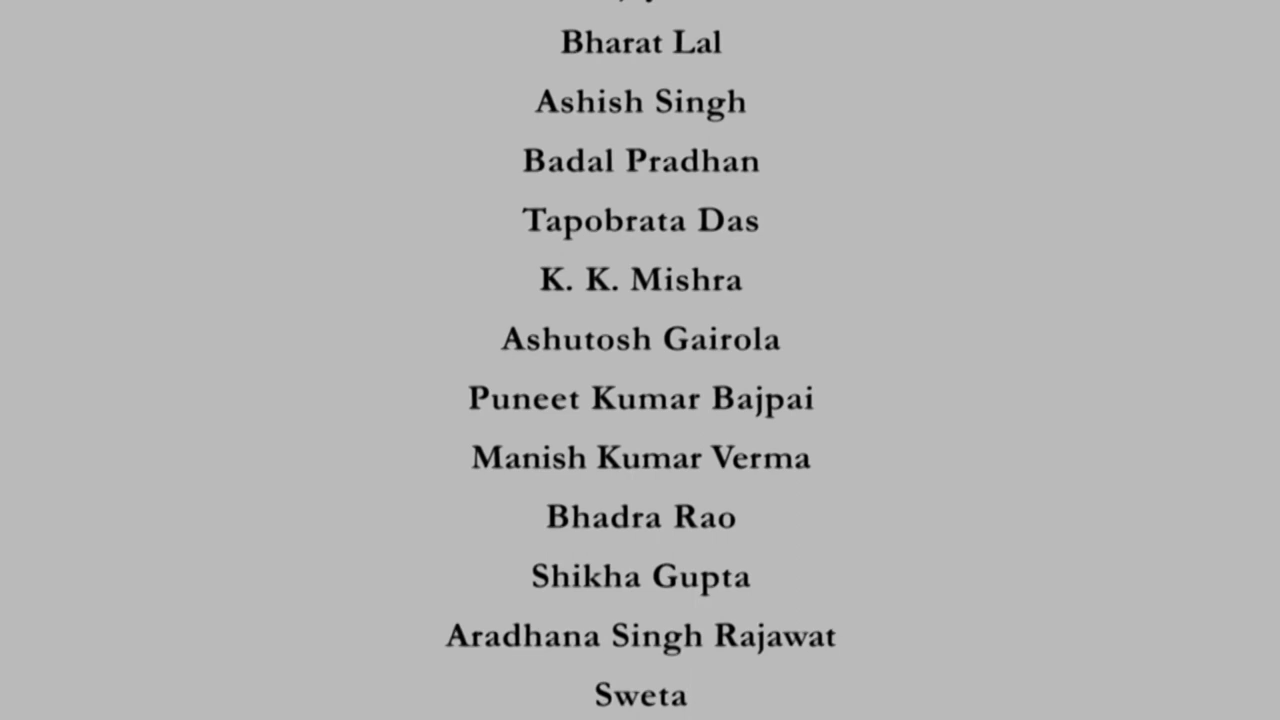 Bharat Lal
Ashish Singh
Badal Pradhan
Tapobrata Das
K. K. Mishra
Ashutosh Gairola
Puneet Kumar Bajpai
Manish Kumar Verma
Bhadra Rao
Shikha Gupta
Aradhana Singh Rajawat
Sweta